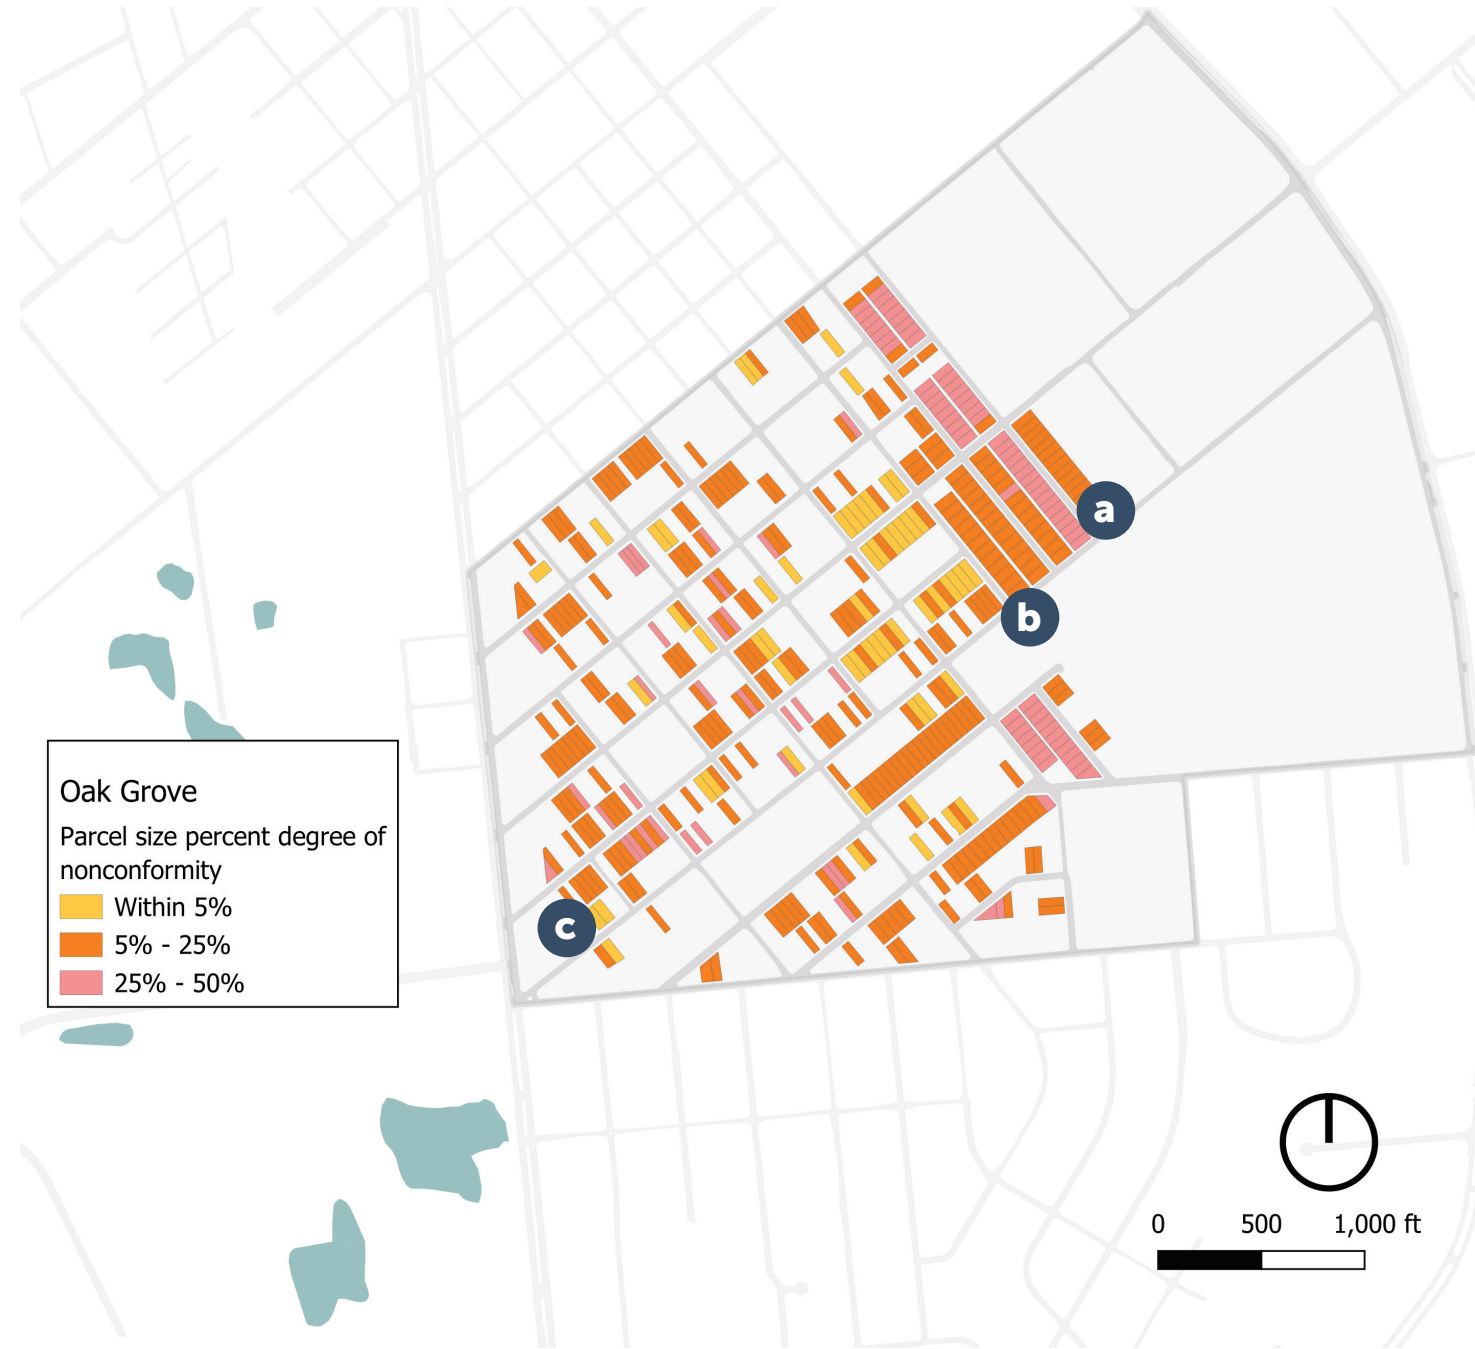 a
b
c
Oak Grove
Parcel size percent degree of
nonconformity
Within 5%
5% - 25%
25% - 50%
0 500 1,000 ft